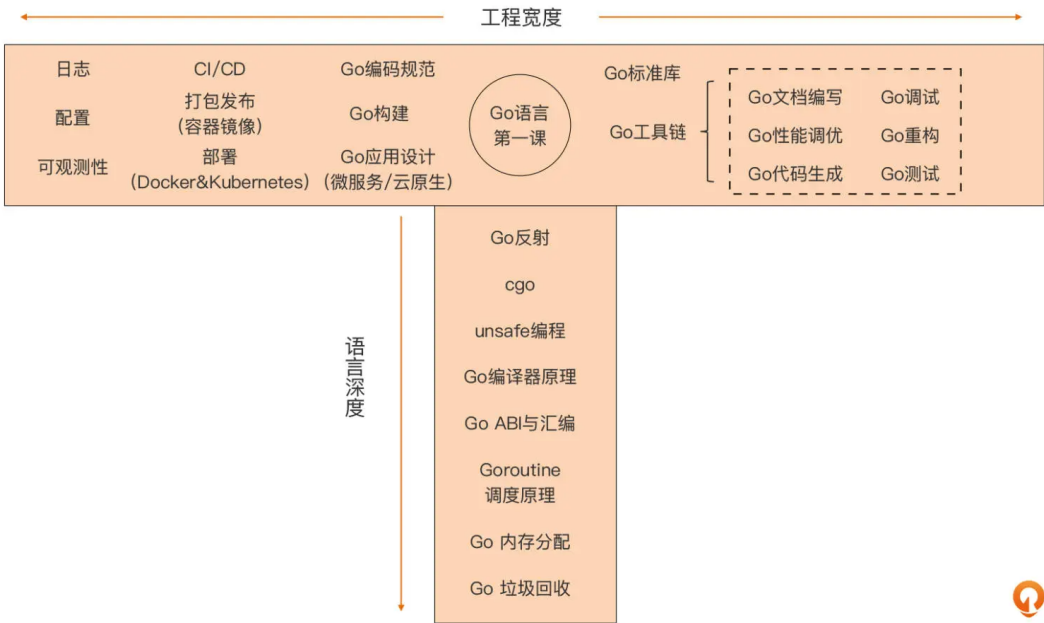 工程宽度
日志
配置
可观测性
CI/CD
打包发布
(容器镜像)
部署
(Docker&Kubernetes)
Go编码规范
Go构建
Go应用设计
(微服务/云原生)
Go语言
第一课
Go标准库
Go工具链
Go文档编写
Go调试
Go性能调优
Go重构
Go代码生成
Go测试
语言深度
Go反射
cgo
unsafe编程
Go编译器原理
Go ABI与汇编
Goroutine
调度原理
Go 内存分配
Go 垃圾回收